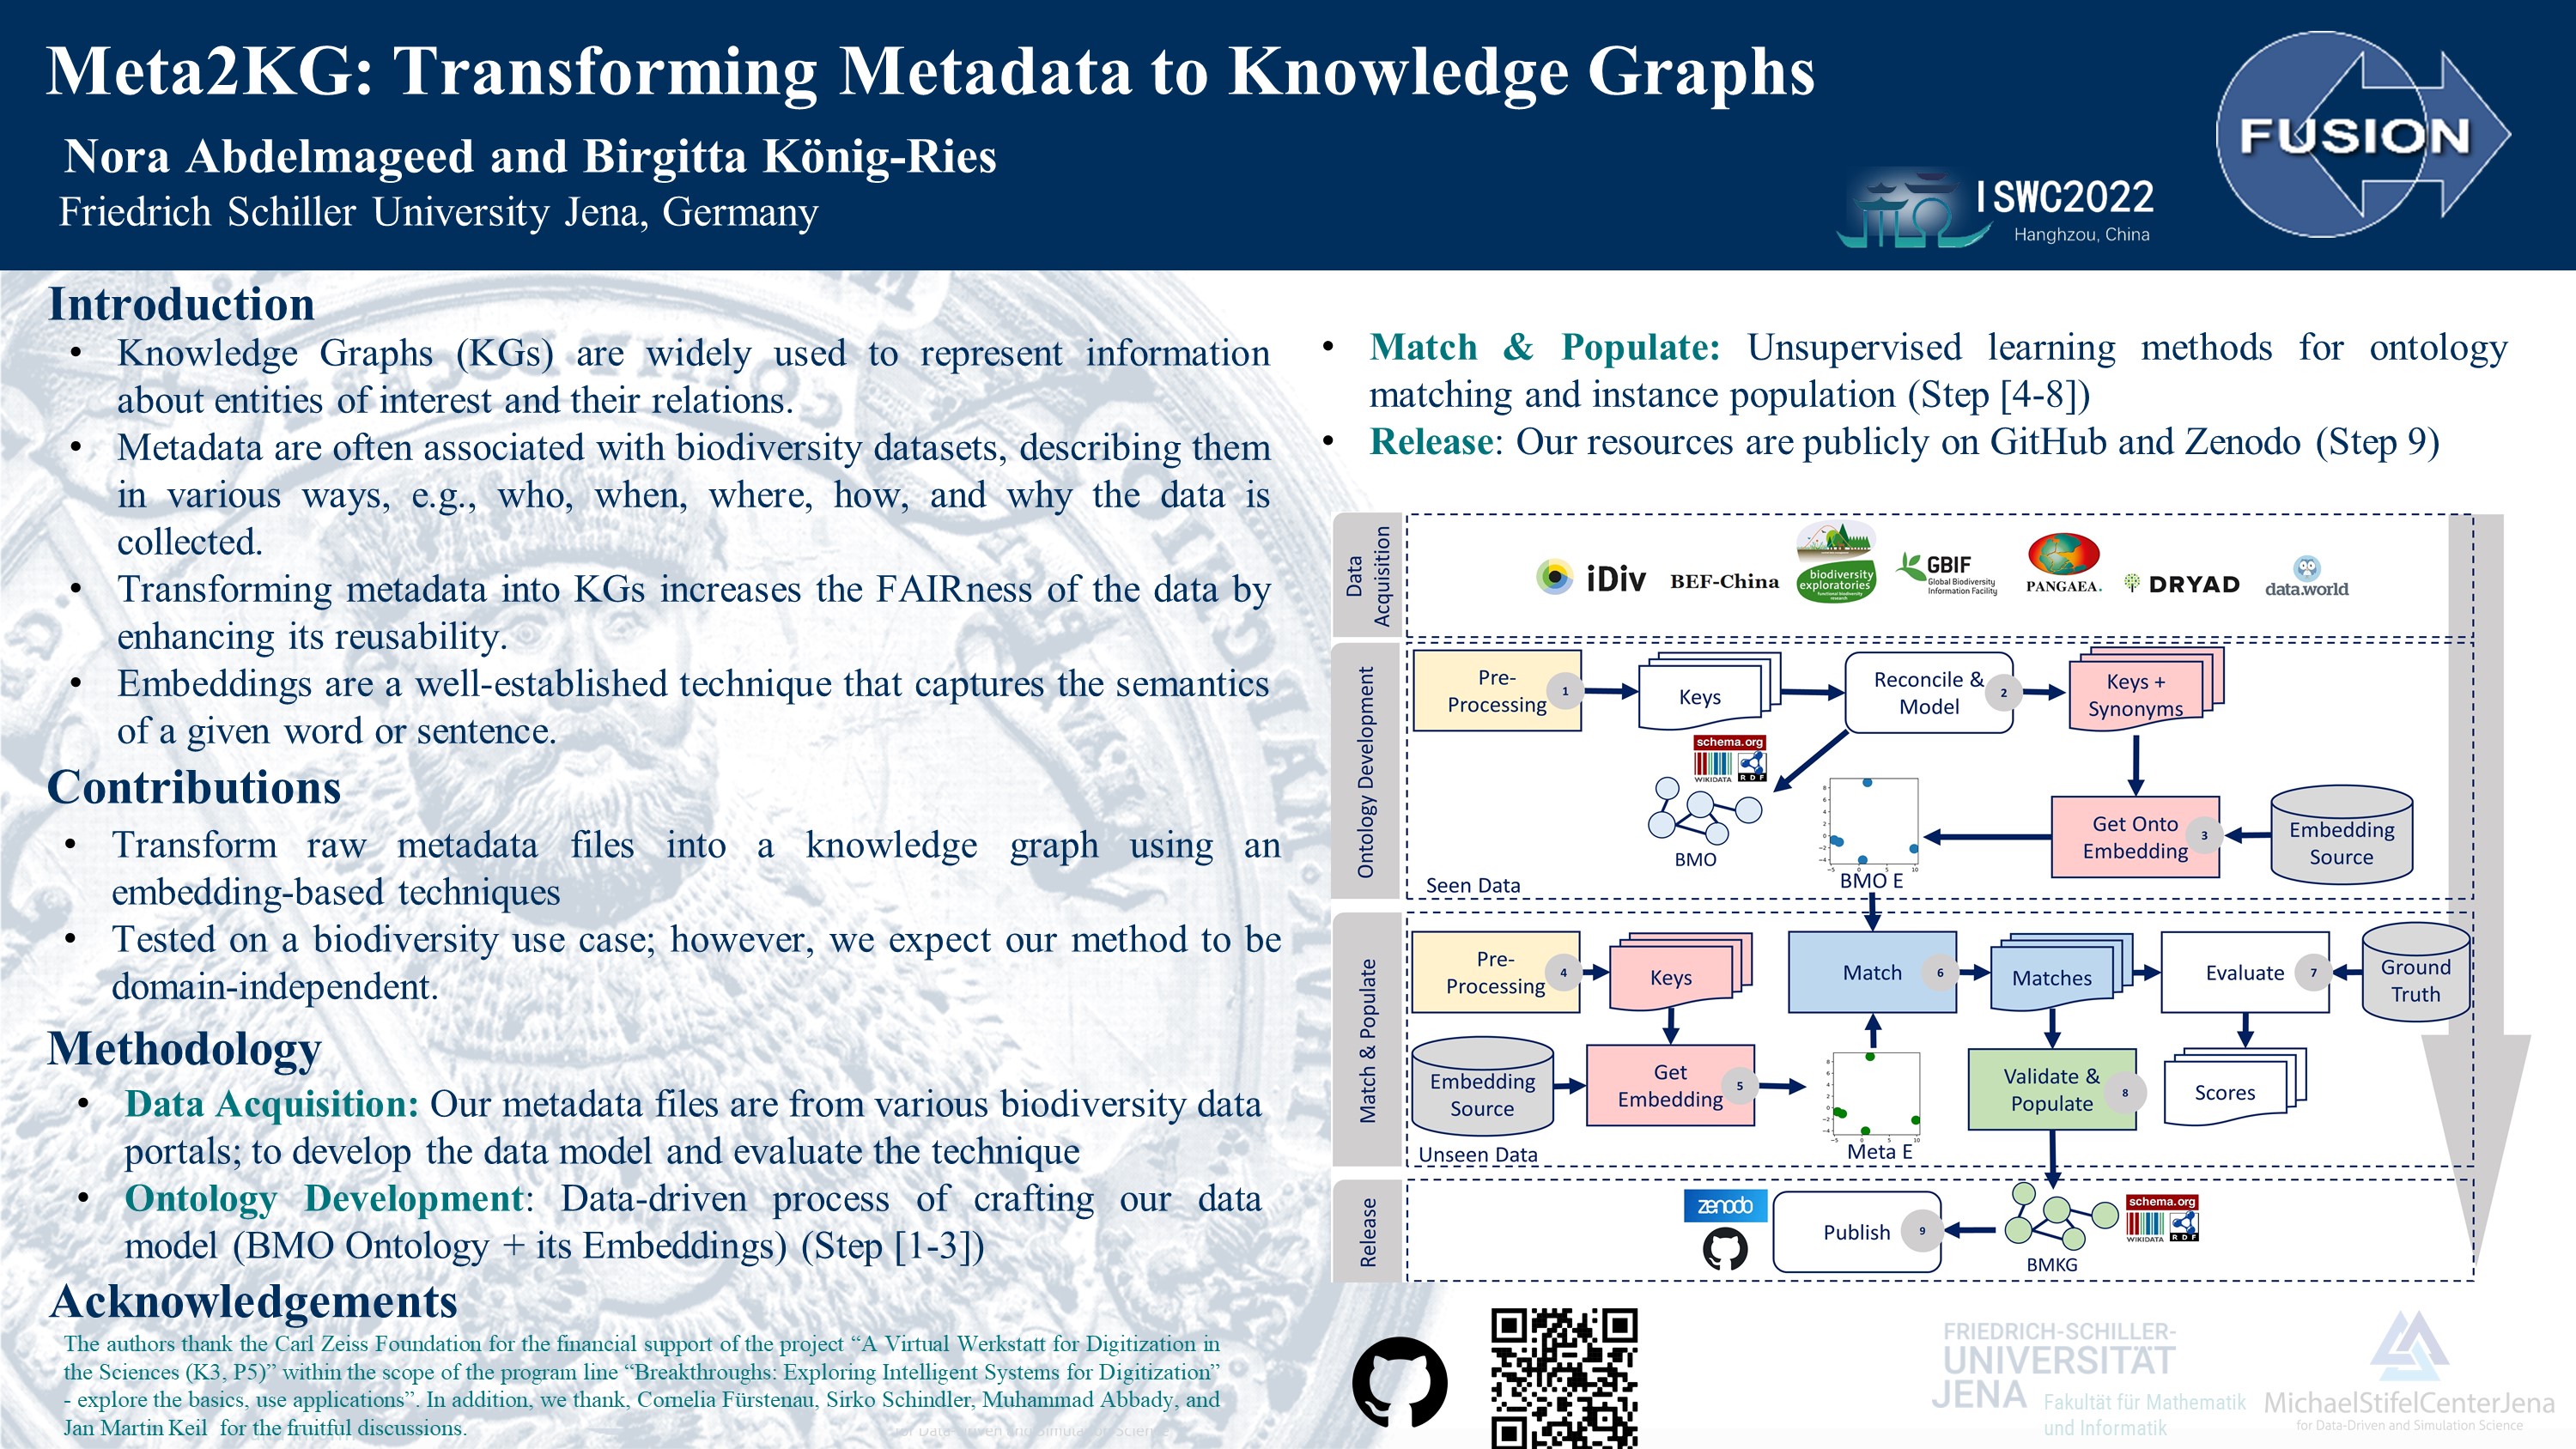 Meta2KG: Transforming Metadata to Knowledge Graphs
Nora Abdelmageed and Birgitta König-Ries
Friedrich Schiller University Jena, Germany
ISWC2022
Hanghzou, China
FUSION
Introduction
• Knowledge Graphs (KGs) are widely used to represent information
about entities of interest and their relations.
• Metadata are often associated with biodiversity datasets, describing them
in various ways, e.g., who, when, where, how, and why the data is
collected.
• Transforming metadata into KGs increases the FAIRness of the data by
enhancing its reusability.
• Embeddings are a well-established technique that captures the semantics
of a given word or sentence.
Contributions
• Transform raw metadata files into a knowledge graph using an
embedding-based techniques
• Tested on a biodiversity use case; however, we expect our method to be
domain-independent.
Methodology
• Data Acquisition: Our metadata files are from various biodiversity data
portals; to develop the data model and evaluate the technique
• Ontology Development: Data-driven process of crafting our data
model (BMO Ontology + its Embeddings) (Step [1-3])
Acknowledgements
The authors thank the Carl Zeiss Foundation for the financial support of the project “A Virtual Werkstatt for Digitization in
the Sciences (K3, P5)” within the scope of the program line “Breakthroughs: Exploring Intelligent Systems for Digitization”
- explore the basics, use applications”. In addition, we thank, Cornelia Fürstenau, Sirko Schindler, Muhammad Abbady, and
Jan Martin Keil for the fruitful discussions.
• Match & Populate: Unsupervised learning methods for ontology
matching and instance population (Step [4-8])
• Release: Our resources are publicly on GitHub and Zenodo (Step 9)
Data
Acquisition
iDiv
BEF-China
biodiversity
exploratories
functional biodiversity
research
GBIF
Global Biodiversity
Information Facility
PANGAEA.
DRYAD
data.world
Ontology Development
Pre-
Processing
1
Keys
Reconcile &
Model
2
Keys +
Synonyms
schema.org
WIKIDATA
RDF
BMO
BMO E
Get Onto
Embedding
3
Embedding
Source
Seen Data
Match & Populate
Pre-
Processing
4
Keys
Match
6
Matches
Evaluate
7
Ground
Truth
Embedding
Source
Get
Embedding
5
Meta E
Validate &
Populate
8
Scores
Unseen Data
Release
zenodo
Publish
9
BMKG
schema.org
WIKIDATA
RDF
FRIEDRICH-SCHILLER-
UNIVERSITÄT
JENA
Fakultät für Mathematik
und Informatik
MichaelStifelCenterJena
for Data-Driven and Simulation Science